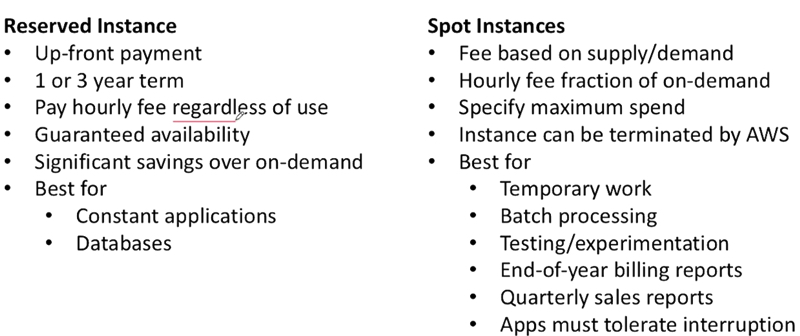 Reserved Instance
• Up-front payment
• 1 or 3 year term
• Pay hourly fee regardless of use
• Guaranteed availability
• Significant savings over on-demand
• Best for
• Constant applications
• Databases
Spot Instances
• Fee based on supply/demand
• Hourly fee fraction of on-demand
• Specify maximum spend
• Instance can be terminated by AWS
• Best for
• Temporary work
• Batch processing
• Testing/experimentation
• End-of-year billing reports
• Quarterly sales reports
• Apps must tolerate interruption